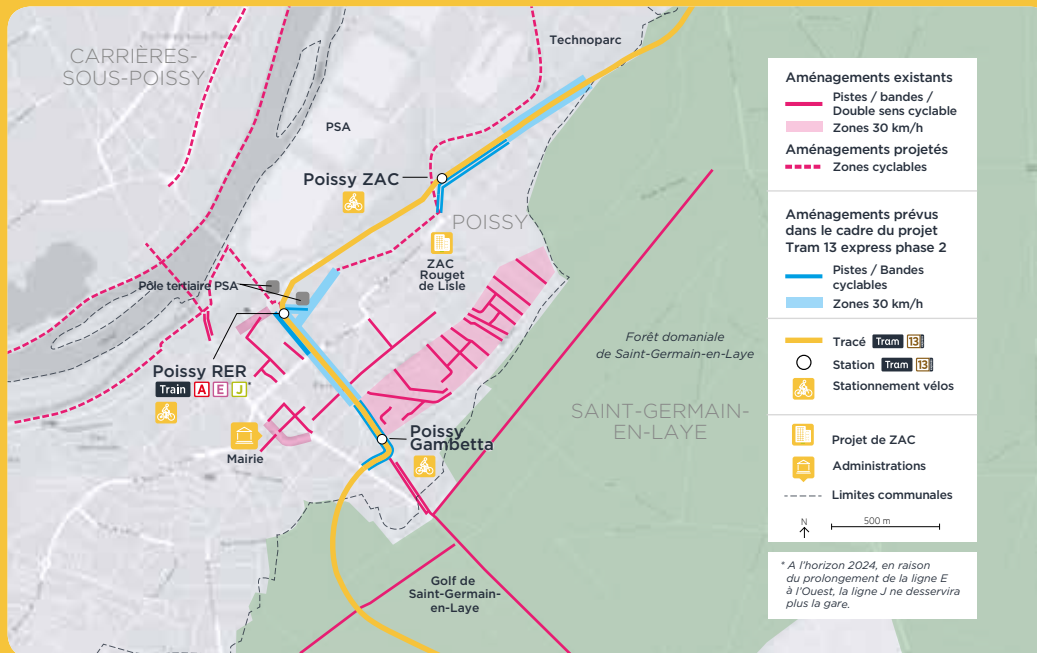 Technoparc
CARRIÈRES-
SOUS-POISSY
PSA
Poissy ZAC
POISSY
ZAC
Rouget
de Lisle
Pôle tertiaire PSA
Forêt domaniale
de Saint-Germain-en-Laye
Poissy RER
Train A E J*
SAINT-GERMAIN-
EN-LAYE
Poissy
Gambetta
Mairie
Golf de
Saint-Germain-
en-Laye
Aménagements existants
Pistes / bandes /
Double sens cyclable
Zones 30 km/h
Aménagements projetés
Zones cyclables
Aménagements prévus
dans le cadre du projet
Tram 13 express phase 2
Pistes / Bandes
cyclables
Zones 30 km/h
Tracé Tram 13
Station Tram 13
Stationnement vélos
Projet de ZAC
Administrations
Limites communales
N
500 m
* A l'horizon 2024, en raison
du prolongement de la ligne E
à l'Ouest, la ligne J ne desservira
plus la gare.